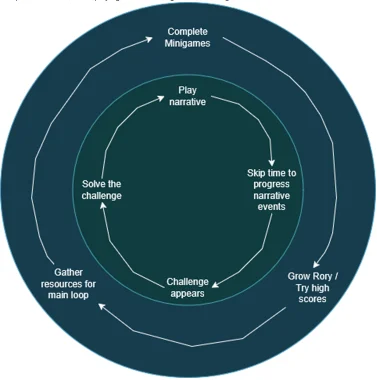 Complete
Minigames
Play
narrative
Skip time to
progress
narrative
events
Solve the
challenge
Challenge
appears
Gather
resources for
main loop
Grow Rory /
Try high
scores